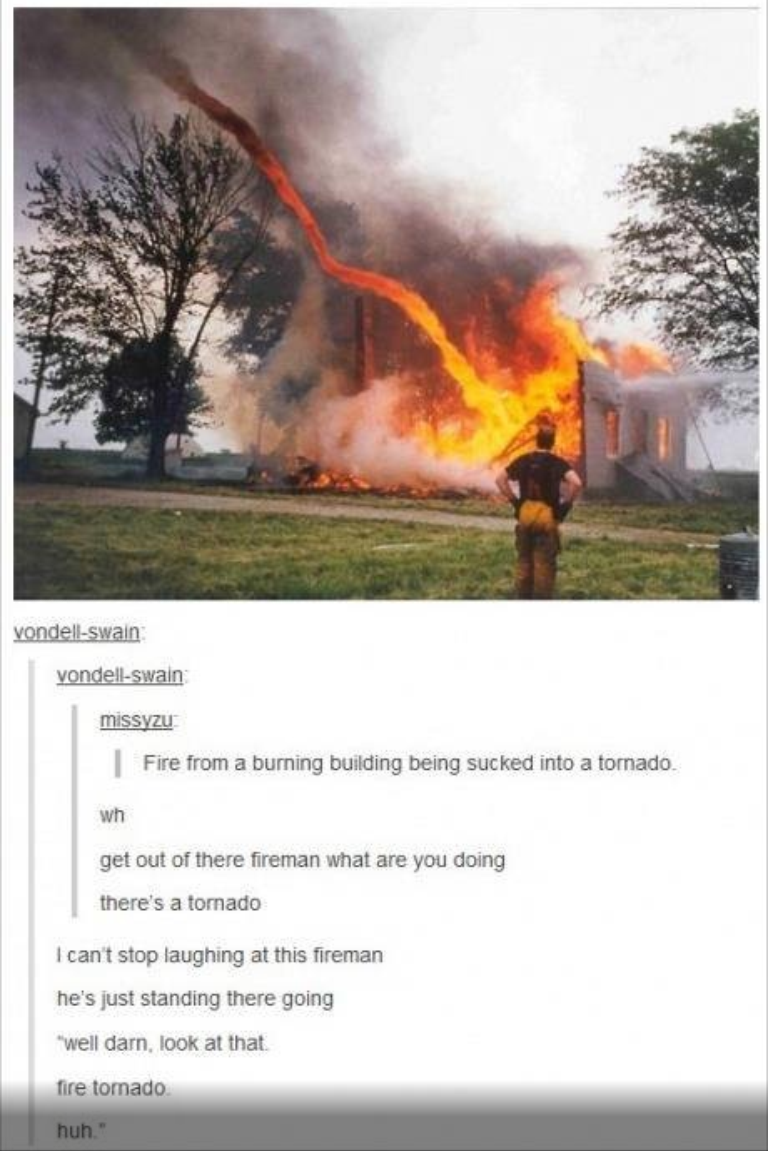 vondell-swain:
vondell-swain:
missyzu:
Fire from a burning building being sucked into a tornado.
wh
get out of there fireman what are you doing
there's a tornado
I can't stop laughing at this fireman
he's just standing there going
"well darn, look at that.
fire tornado.
huh."